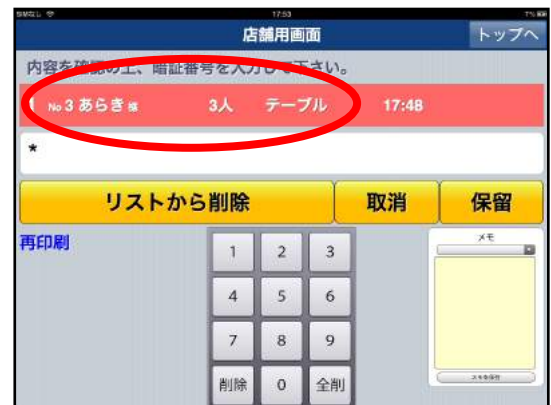 17:53
7%
店舗用画面
トップへ
内容を確認の上、暗証番号を入力して下さい。
No 3 あらき 様 3人 テーブル 17:48
*
リストから削除 取消 保留
再印刷
メモ
1 2 3
4 5 6
7 8 9
削除 0 全削